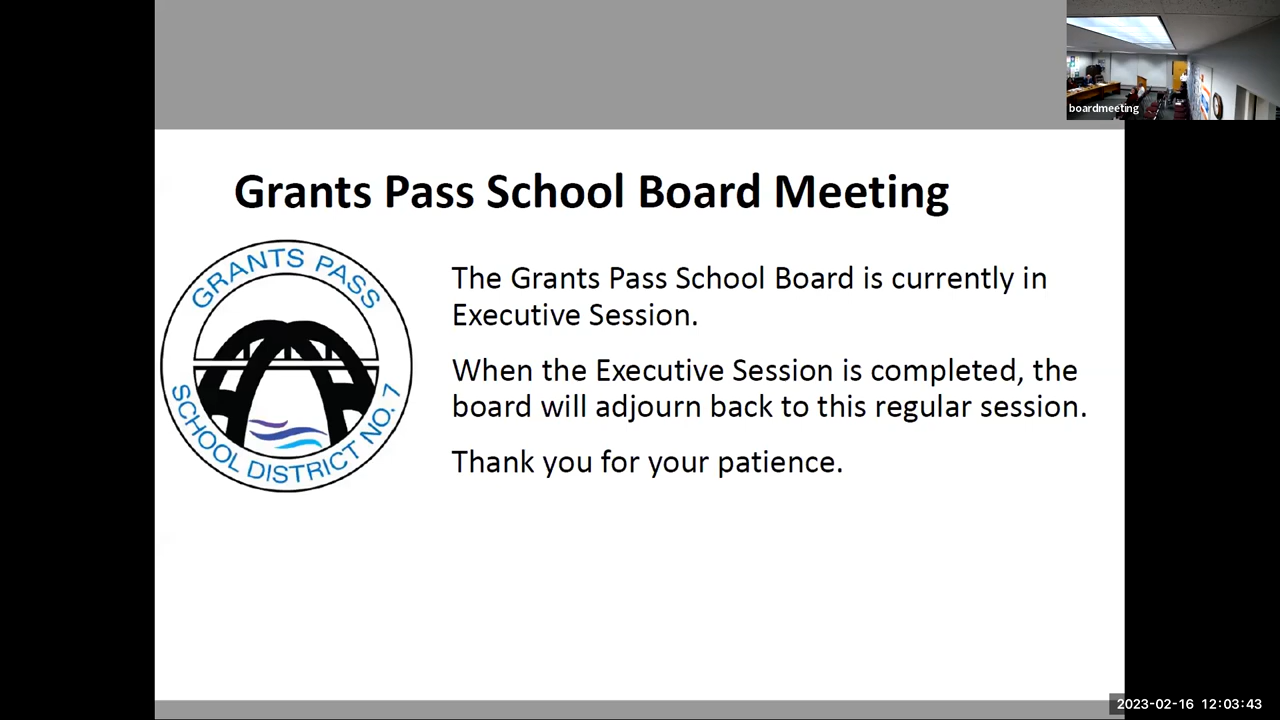 boardmeeting
Grants Pass School Board Meeting
GRANTS PASS
SCHOOL DISTRICT NO. 7
The Grants Pass School Board is currently in
Executive Session.
When the Executive Session is completed, the
board will adjourn back to this regular session.
Thank you for your patience.
2023-02-16 12:03:43